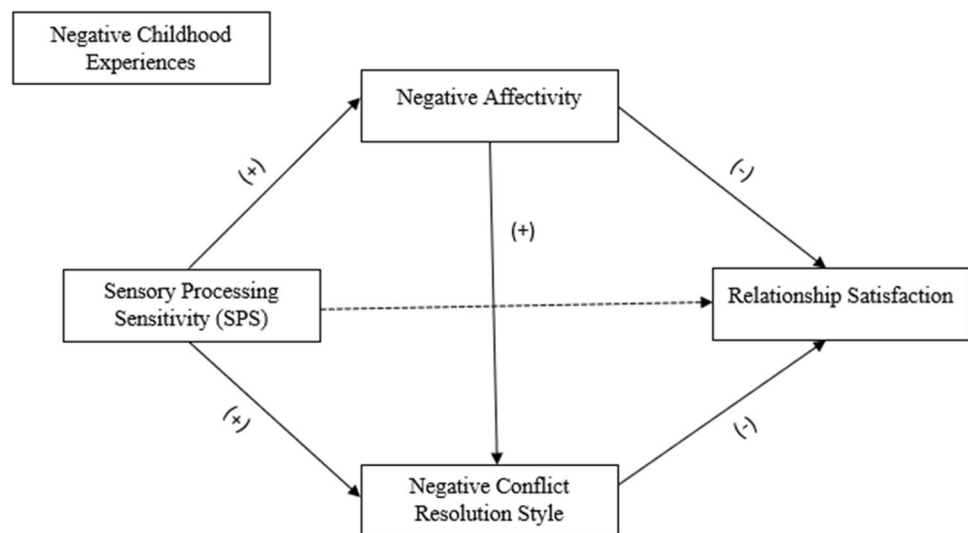 Negative Childhood
Experiences
Negative Affectivity
(+)
(-)
(+)
Sensory Processing
Sensitivity (SPS)
Relationship Satisfaction
(+)
(-)
Negative Conflict
Resolution Style